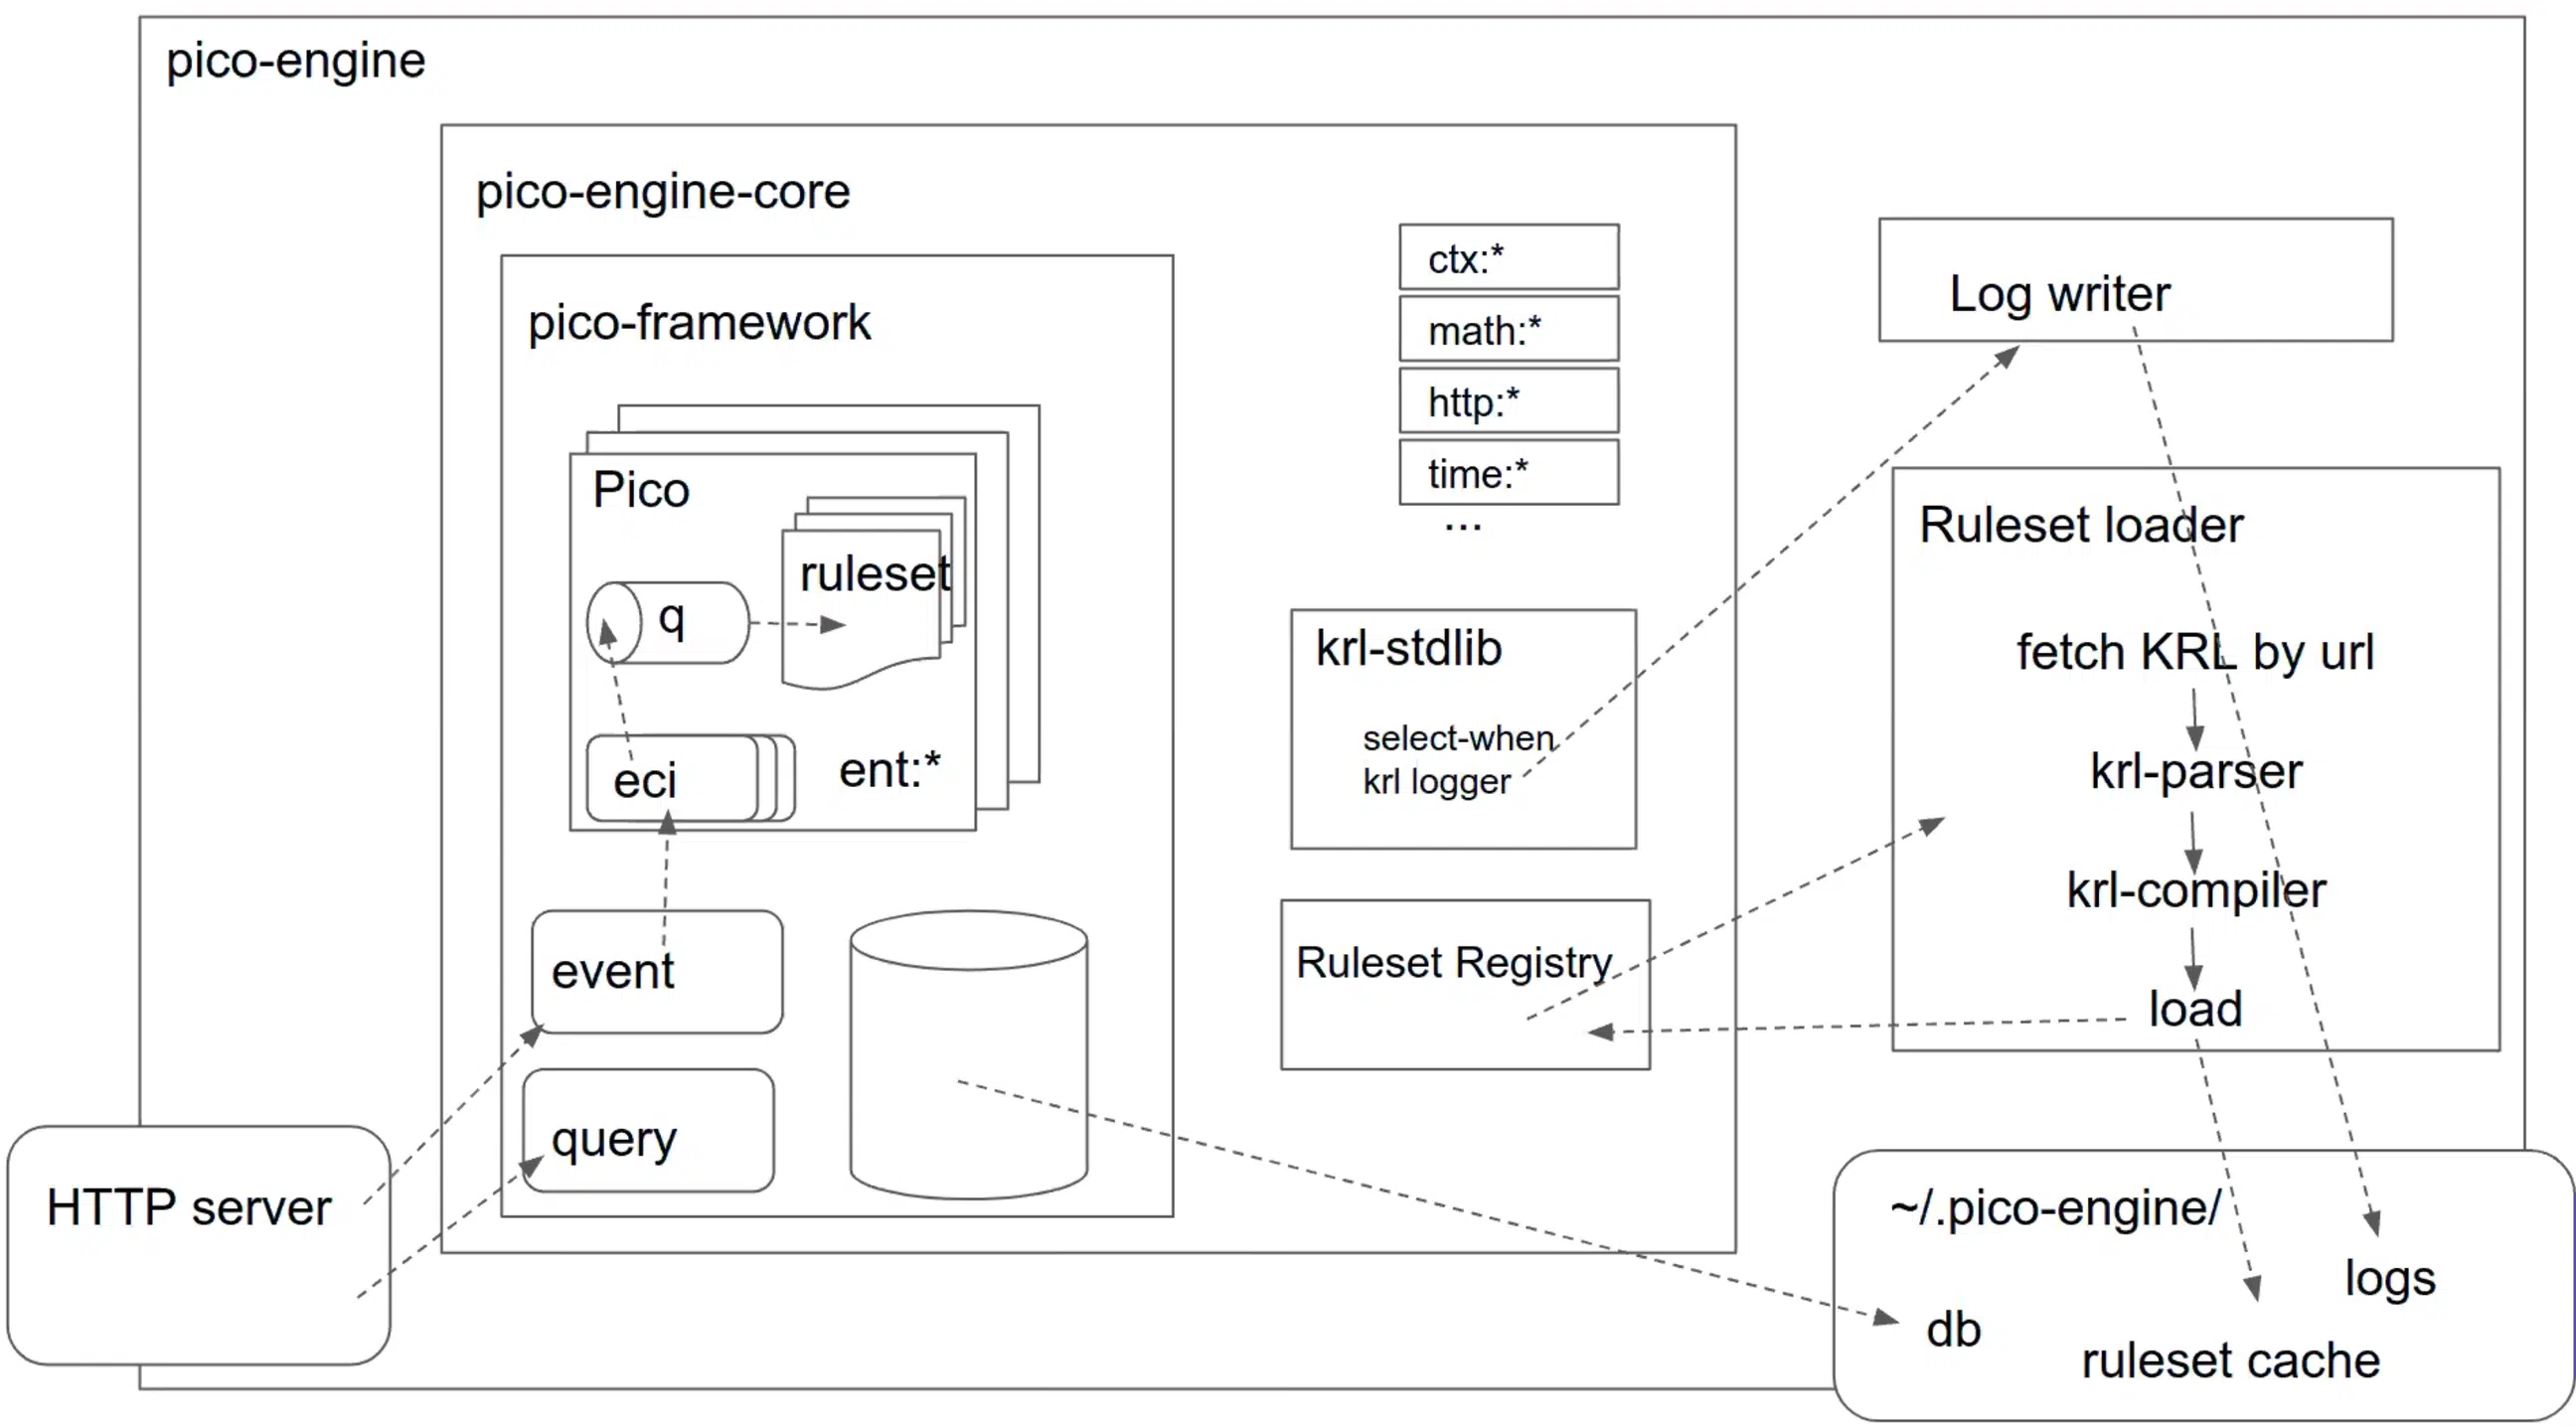 pico-engine
pico-engine-core
pico-framework
Pico
ruleset
q
eci
ent:*
event
query
HTTP server
ctx:*
math:*
http:*
time:*
...
krl-stdlib
select-when
krl logger
Ruleset Registry
Log writer
Ruleset loader
fetch KRL by url
krl-parser
krl-compiler
load
~/.pico-engine/
logs
db
ruleset cache